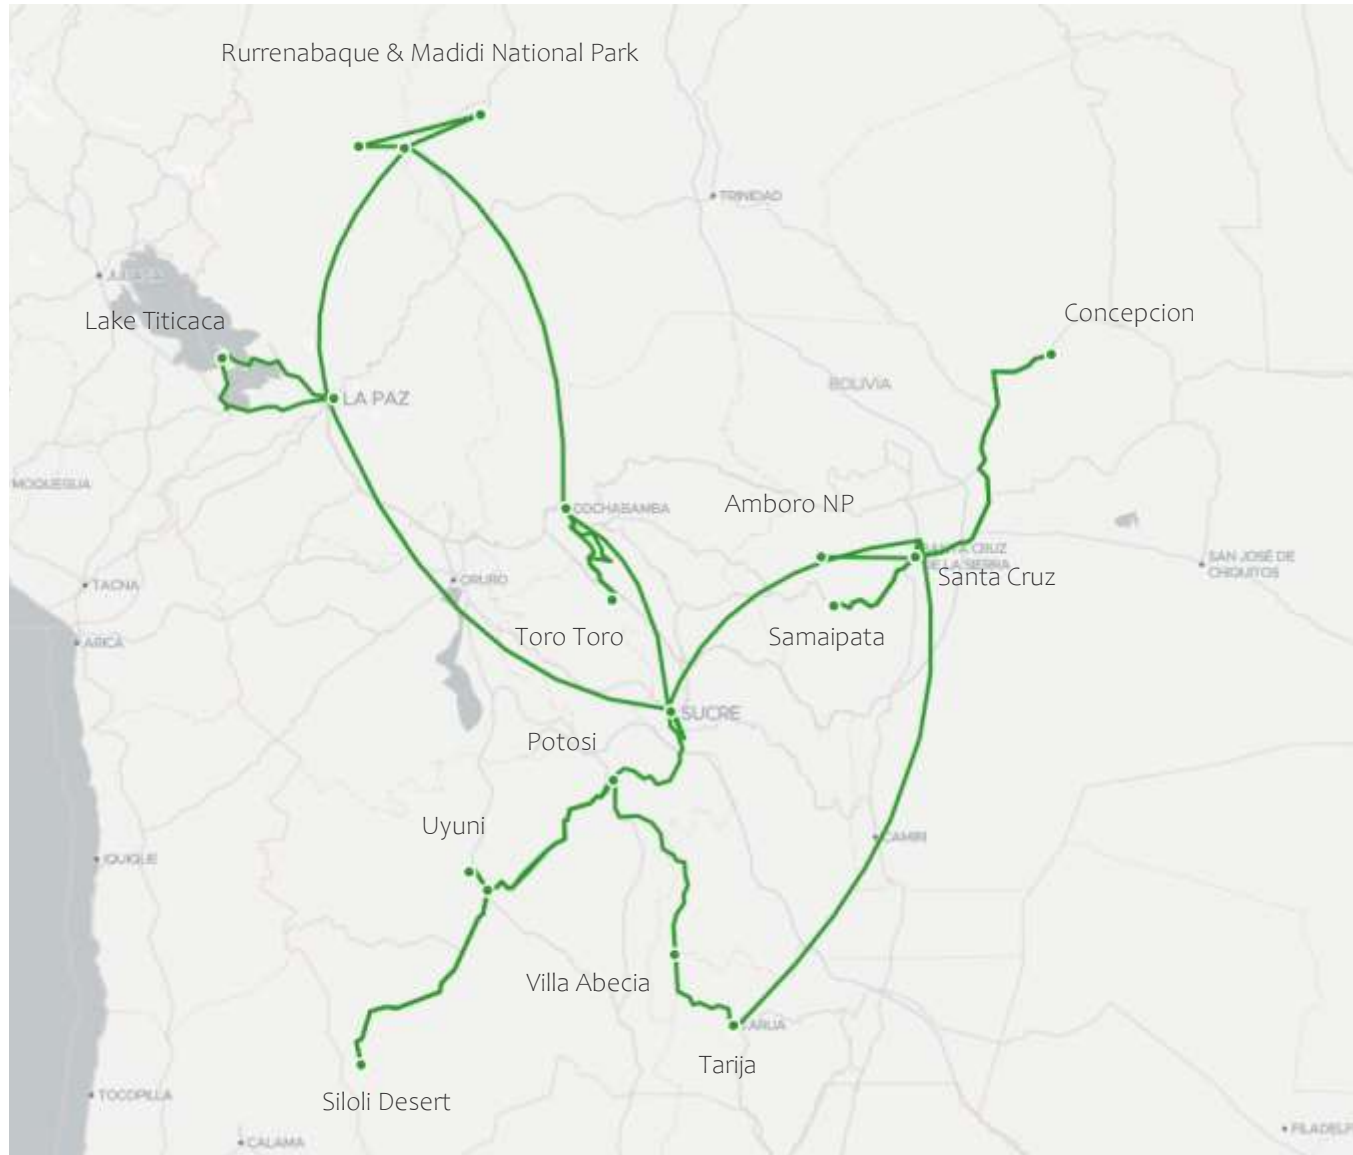 Rurrenabaque & Madidi National Park
TRINIDAD
Lake Titicaca
Concepcion
BOLIVIA
LA PAZ
MOQUEGUA
Amboro NP
COCHABAMBA
SANTA CRUZ
DE LA SIERRA
SAN JOSÉ DE
CHIQUITOS
Santa Cruz
ORURO
TACNA
Toro Toro
Samaipata
ARICA
SUCRE
Potosi
Uyuni
CAMIRI
IQUIQUE
Villa Abecia
TARIJA
Tarija
Siloli Desert
TOCOPILLA
CALAMA